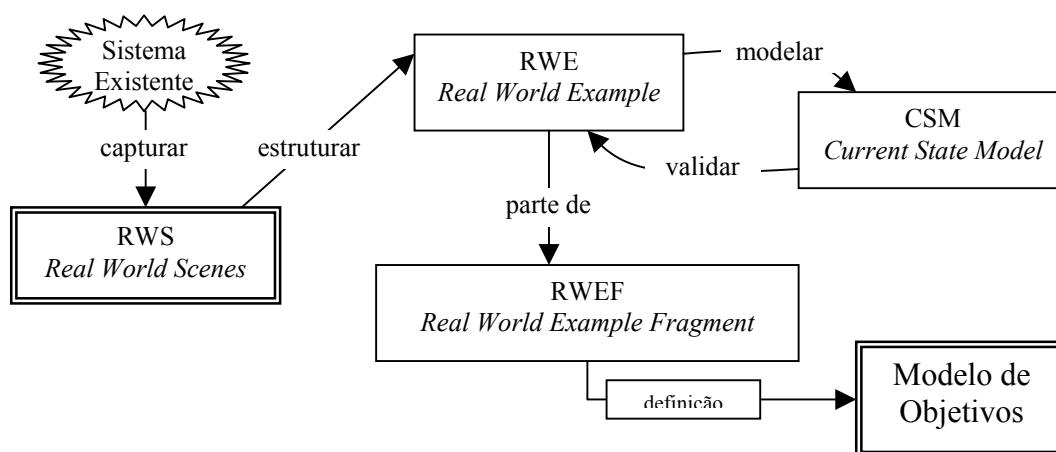 Sistema
Existente
capturar
RWS
Real World Scenes
estruturar
RWE
Real World Example
modelar
CSM
Current State Model
validar
parte de
RWEF
Real World Example Fragment
definição
Modelo de
Objetivos